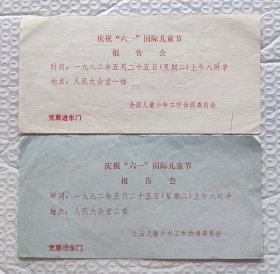 庆祝“六一”国际儿童节
报告会
时间：一九八二年五月二十五日（星期二）上午八时半
地点：人民大会堂一楼
全国儿童少年工作协调委员会
凭票进东门
庆祝“六一”国际儿童节
报告会
时间：一九八二年五月二十五日（星期二）上午八时半
地点：人民大会堂二楼
全国儿童少年工作协调委员会
凭票进东门